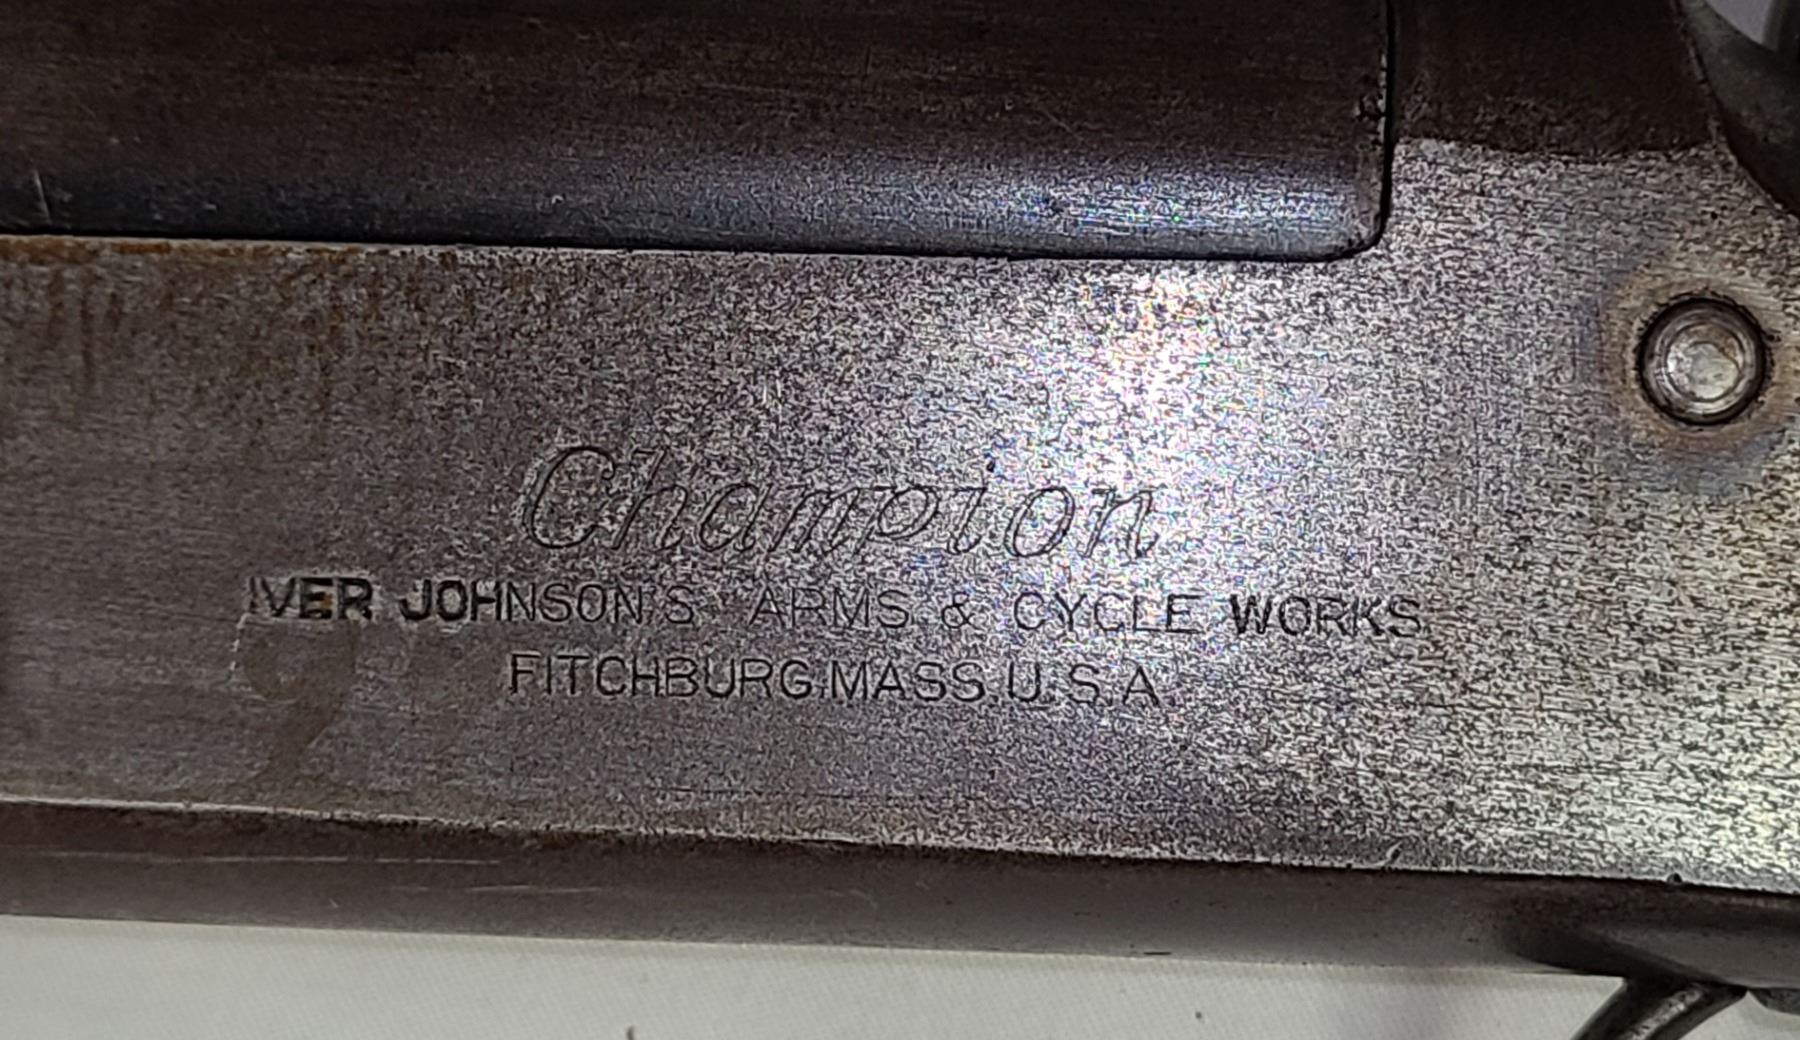 Champion
IVER JOHNSON'S ARMS & CYCLE WORKS
FITCHBURG.MASS.U.S.A